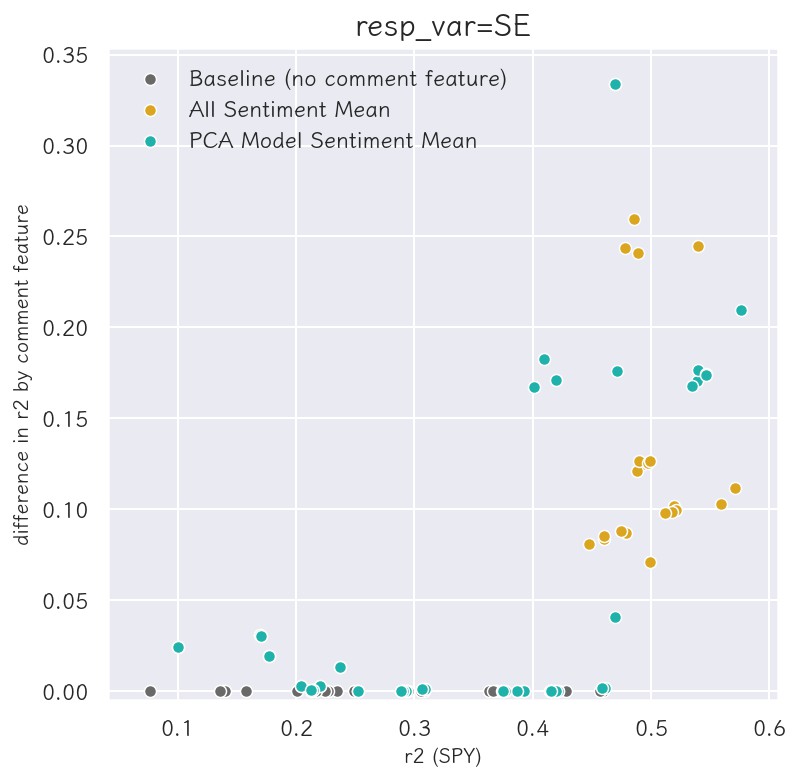 resp_var=SE
Baseline (no comment feature)
All Sentiment Mean
PCA Model Sentiment Mean
difference in r2 by comment feature
0.35
0.30
0.25
0.20
0.15
0.10
0.05
0.00
0.1 0.2 0.3 0.4 0.5 0.6
r2 (SPY)